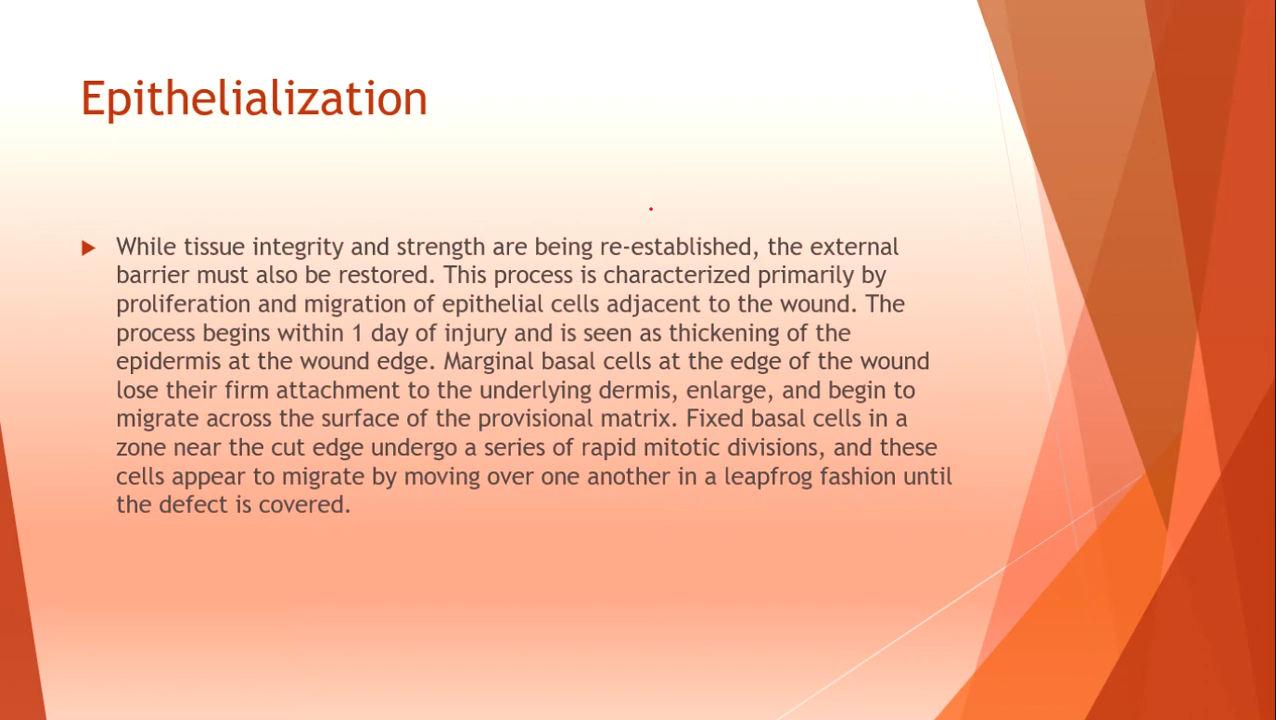 Epithelialization
While tissue integrity and strength are being re-established, the external
barrier must also be restored. This process is characterized primarily by
proliferation and migration of epithelial cells adjacent to the wound. The
process begins within 1 day of injury and is seen as thickening of the
epidermis at the wound edge. Marginal basal cells at the edge of the wound
lose their firm attachment to the underlying dermis, enlarge, and begin to
migrate across the surface of the provisional matrix. Fixed basal cells in a
zone near the cut edge undergo a series of rapid mitotic divisions, and these
cells appear to migrate by moving over one another in a leapfrog fashion until
the defect is covered.